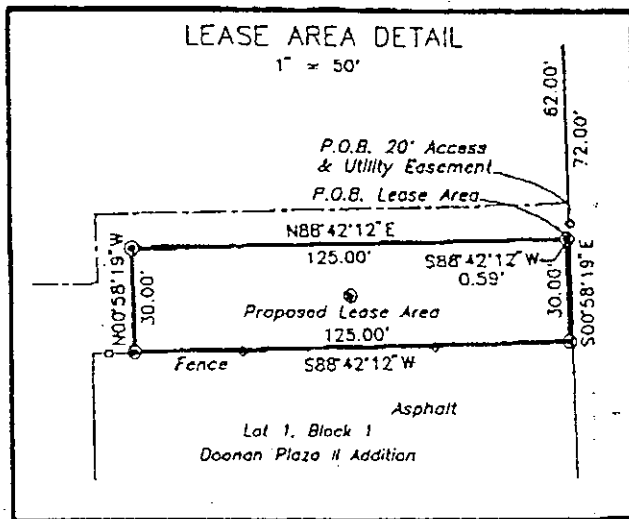 LEASE AREA DETAIL
1" = 50'
62.00'
72.00'
P.O.B. 20' Access
& Utility Easement
P.O.B. Lease Area
N88°42'12"E
125.00'
S88°42'12"W
0.59'
N00°58'19"W
30.00'
30.00'
S00°58'19"E
Proposed Lease Area
125.00'
Fence
S88°42'12"W
Asphalt
Lot 1, Block 1
Doonan Plaza II Addition